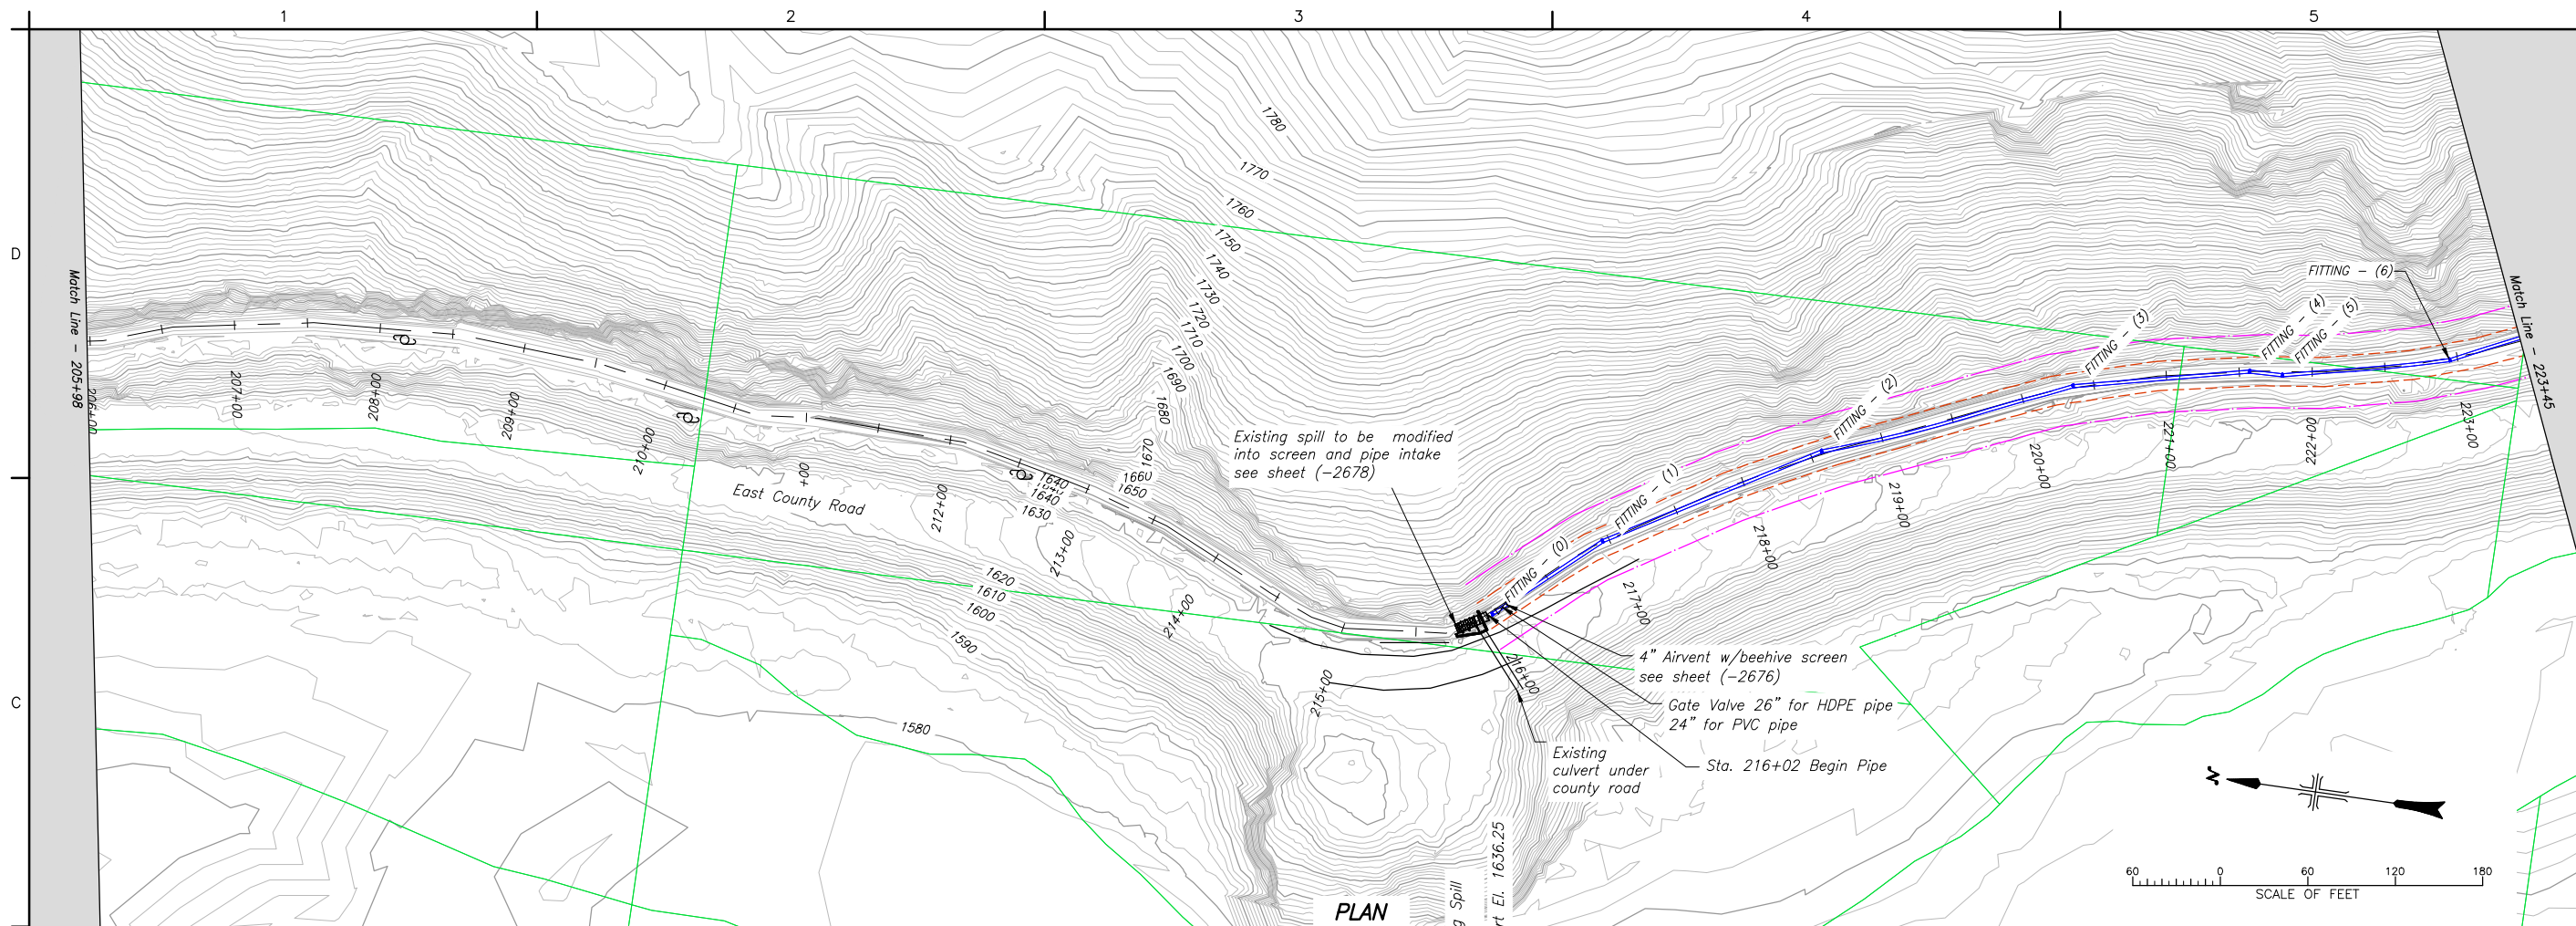 1
2
3
4
5
D
C
Match Line - 205+98
206+00
207+00
208+00
209+00
210+00
+00
212+00
213+00
214+00
215+00
216+00
217+00
218+00
219+00
220+00
221+00
222+00
223+00
Match Line - 223+45
East County Road
1780
1770
1760
1750
1740
1730
1720
1710
1700
1690
1680
1670
1660
1650
1640
1640
1640
1630
1620
1610
1600
1590
1580
Existing spill to be modified
into screen and pipe intake
see sheet (-2678)
FITTING - (0)
FITTING - (1)
FITTING - (2)
FITTING - (3)
FITTING - (4)
FITTING - (5)
FITTING - (6)
4" Airvent w/beehive screen
see sheet (-2676)
Gate Valve 26" for HDPE pipe
24" for PVC pipe
Sta. 216+02 Begin Pipe
Existing
culvert under
county road
g Spill
rt El. 1636.25
PLAN
N
60 0 60 120 180
SCALE OF FEET